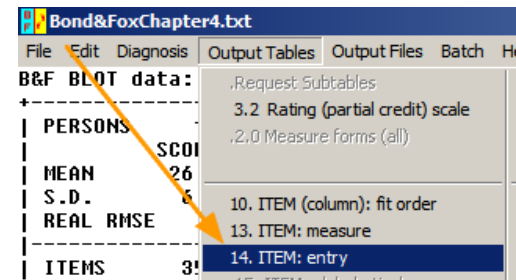 Bond&FoxChapter4.txt
File Edit Diagnosis Output Tables Output Files Batch
B&F BLOT data:
.Request Subtables
3.2 Rating (partial credit) scale
PERSONS
.2.0 Measure forms (all)
MEAN 26
S.D.
10. ITEM (column): fit order
REAL RMSE
13. ITEM: measure
14. ITEM: entry
ITEMS